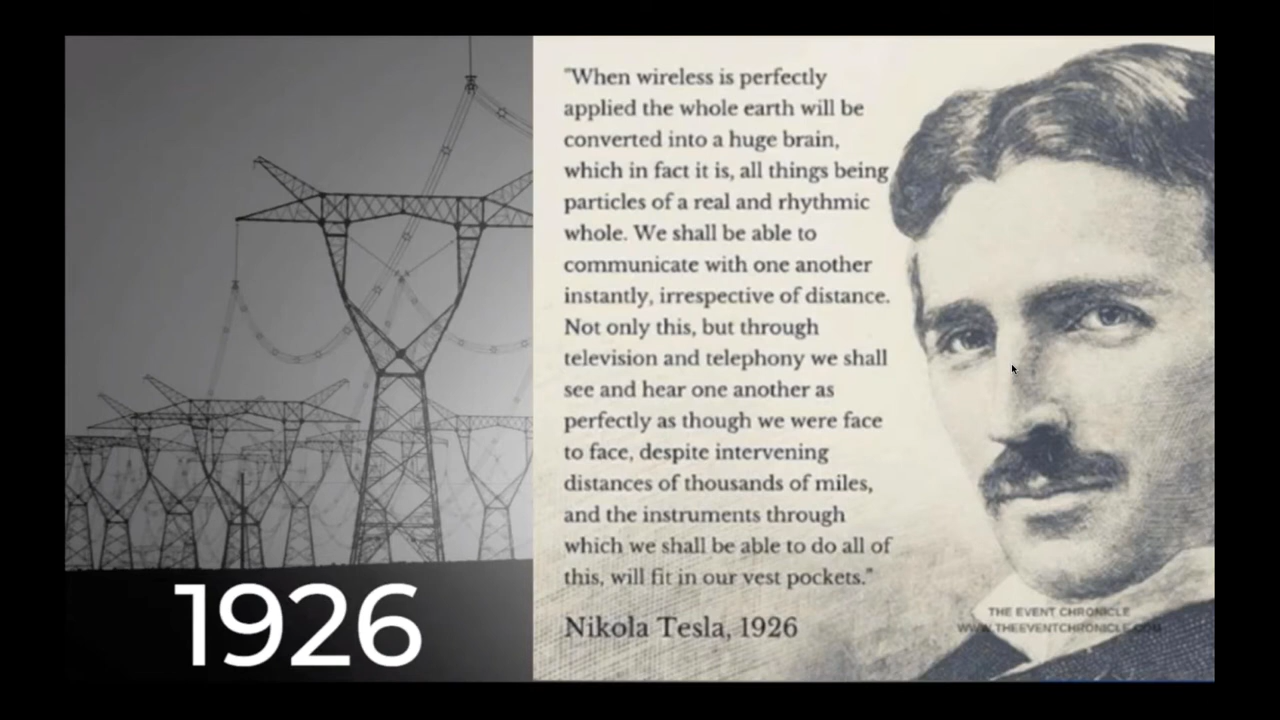 1926
"When wireless is perfectly
applied the whole earth will be
converted into a huge brain,
which in fact it is, all things being
particles of a real and rhythmic
whole. We shall be able to
communicate with one another
instantly, irrespective of distance.
Not only this, but through
television and telephony we shall
see and hear one another as
perfectly as though we were face
to face, despite intervening
distances of thousands of miles,
and the instruments through
which we shall be able to do all of
this, will fit in our vest pockets."
Nikola Tesla, 1926
THE EVENT CHRONICLE
WWW.THEEVENTCHRONICLE.COM